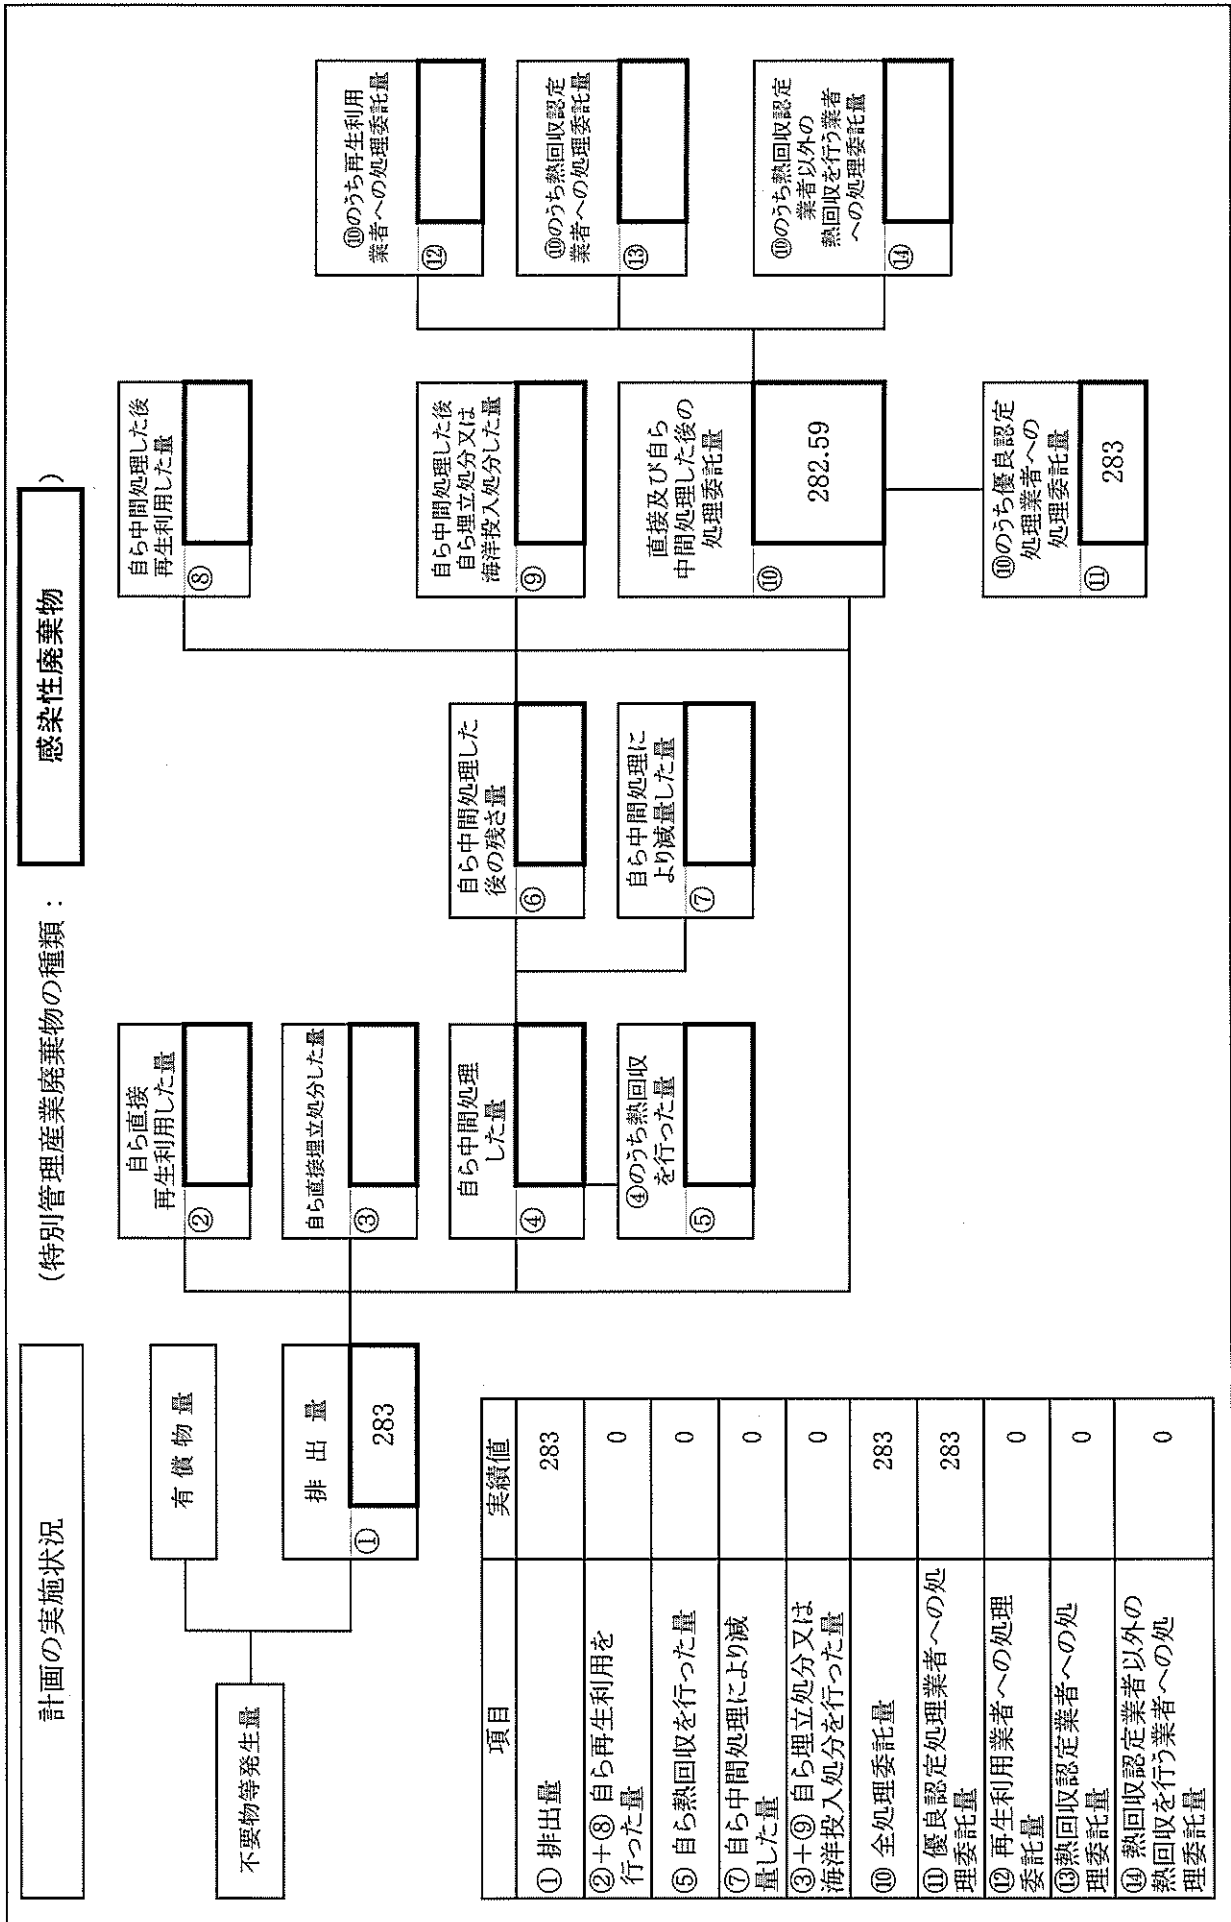 計画の実施状況
(特別管理産業廃棄物の種類：
感染性廃棄物
)
不要物等発生量
有償物量
排出量
①
283
自ら直接
再生利用した量
②
自ら直接埋立処分した量
③
自ら中間処理
した量
④
④のうち熱回収
を行った量
⑤
自ら中間処理した
後の残さ量
⑥
自ら中間処理に
より減量した量
⑦
自ら中間処理した後
再生利用した量
⑧
自ら中間処理した後
自ら埋立処分又は
海洋投入処分した量
⑨
直接及び自ら
中間処理した後の
処理委託量
⑩
282.59
⑩のうち優良認定
処理業者への
処理委託量
⑪
283
⑩のうち再生利用
業者への処理委託量
⑫
⑩のうち熱回収認定
業者への処理委託量
⑬
⑩のうち熱回収認定
業者以外の
熱回収を行う業者
への処理委託量
⑭
項目 実績値
① 排出量 283
②+⑧ 自ら再生利用を
行った量 0
⑤ 自ら熱回収を行った量 0
⑦ 自ら中間処理により減
量した量 0
③+⑨ 自ら埋立処分又は
海洋投入処分を行った量 0
⑩ 全処理委託量 283
⑪ 優良認定処理業者への処
理委託量 283
⑫ 再生利用業者への処理
委託量 0
⑬熱回収認定業者への処
理委託量 0
⑭ 熱回収認定業者以外の
熱回収を行う業者への処
理委託量 0